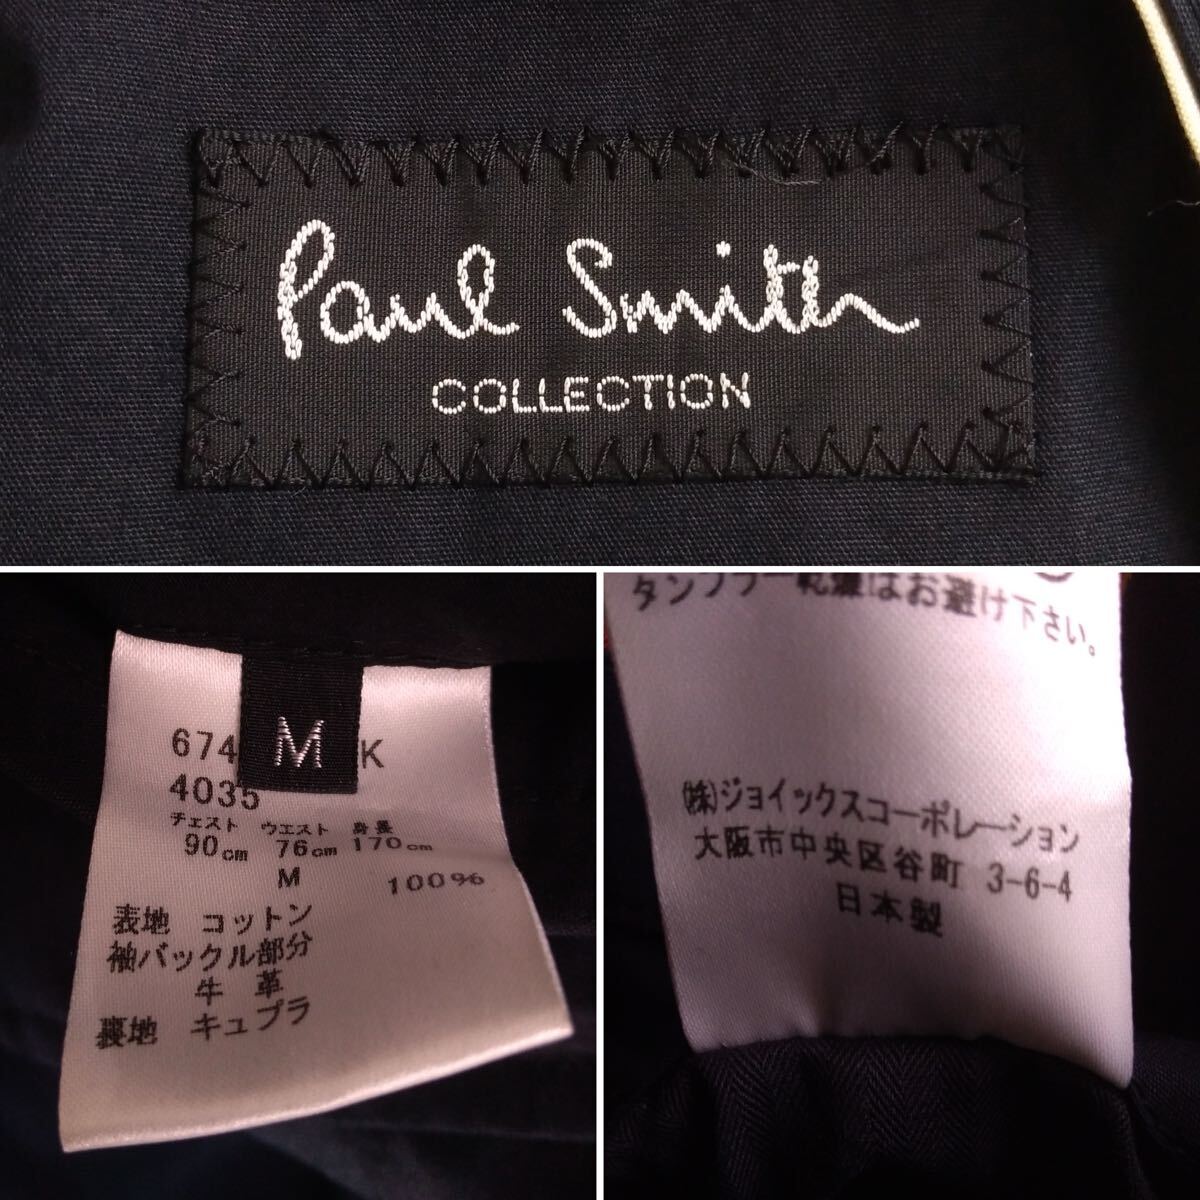 Paul Smith
COLLECTION
M
674 K
4035
チェスト ウエスト 身長
90cm 76cm 170cm
M
100%
表地 コットン
袖バックル部分
牛革
裏地 キュプラ
タンブラー乾燥はお避け下さい。
(株)ジョイックスコーポレーション
大阪市中央区谷町 3-6-4
日本製